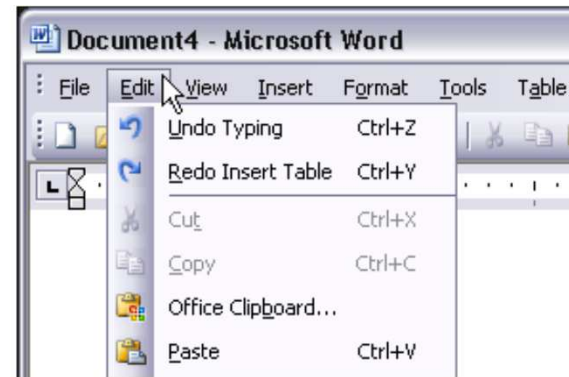 Document4 - Microsoft Word
File Edit View Insert Format Tools Table
Undo Typing Ctrl+Z
Redo Insert Table Ctrl+Y
Cut Ctrl+X
Copy Ctrl+C
Office Clipboard...
Paste Ctrl+V